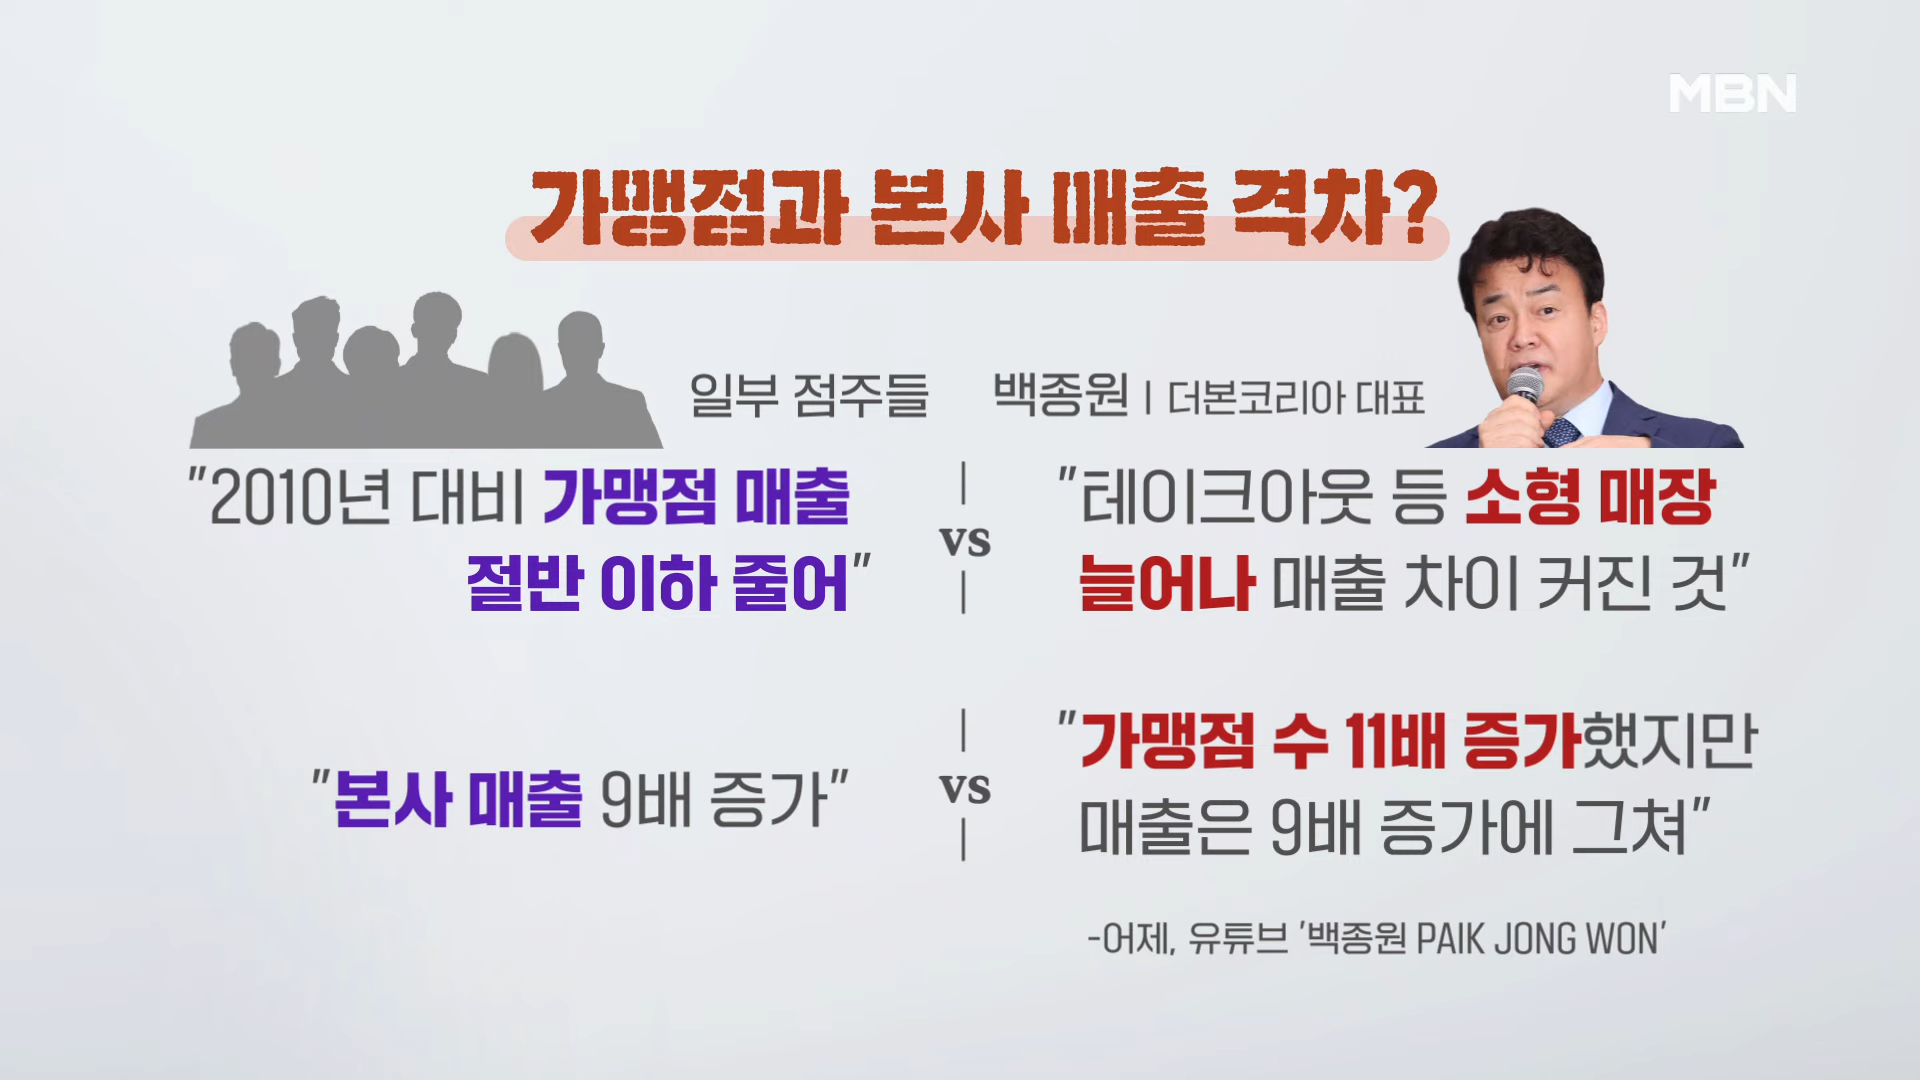 MBN
가맹점과 본사 매출 격차?
일부 점주들
백종원 | 더본코리아 대표
"2010년 대비 가맹점 매출
절반 이하 줄어"
vs
"테이크아웃 등 소형 매장
늘어나 매출 차이 커진 것"
"본사 매출 9배 증가"
vs
"가맹점 수 11배 증가했지만
매출은 9배 증가에 그쳐"
-어제, 유튜브 '백종원 PAIK JONG WON'